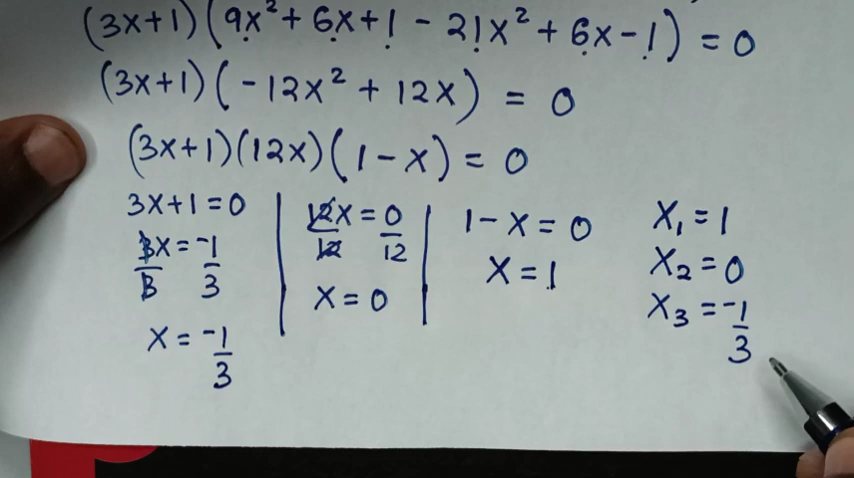 (3x+1)(9x²+6x+1-21x²+6x-1)=0
(3x+1)(-12x²+12x)=0
(3x+1)(12x)(1-x)=0
3x+1=0
3x/3=-1/3
x=-1/3
12x/12=0/12
x=0
1-x=0
x=1
x₁=1
x₂=0
x₃=-1/3